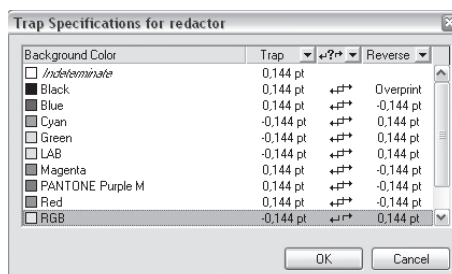 Trap Specifications for redactor
Background Color Trap ↵?↱ Reverse
Indeterminate 0,144 pt
Black 0,144 pt Overprint
Blue 0,144 pt -0,144 pt
Cyan -0,144 pt 0,144 pt
Green -0,144 pt 0,144 pt
LAB -0,144 pt 0,144 pt
Magenta 0,144 pt -0,144 pt
PANTONE Purple M 0,144 pt -0,144 pt
Red 0,144 pt -0,144 pt
RGB -0,144 pt 0,144 pt
OK Cancel